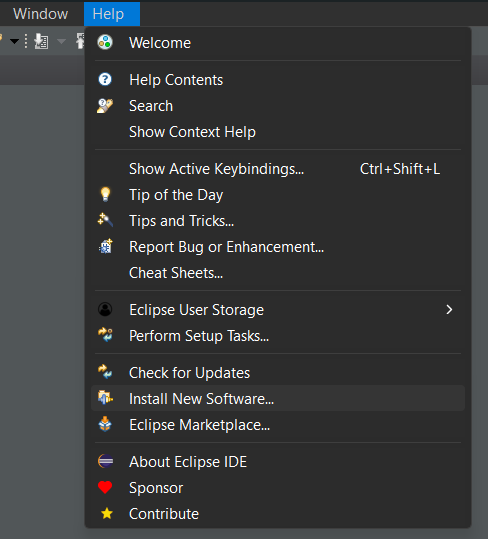 Window Help
Welcome
Help Contents
Search
Show Context Help
Show Active Keybindings... Ctrl+Shift+L
Tip of the Day
Tips and Tricks...
Report Bug or Enhancement...
Cheat Sheets...
Eclipse User Storage
Perform Setup Tasks...
Check for Updates
Install New Software...
Eclipse Marketplace...
About Eclipse IDE
Sponsor
Contribute